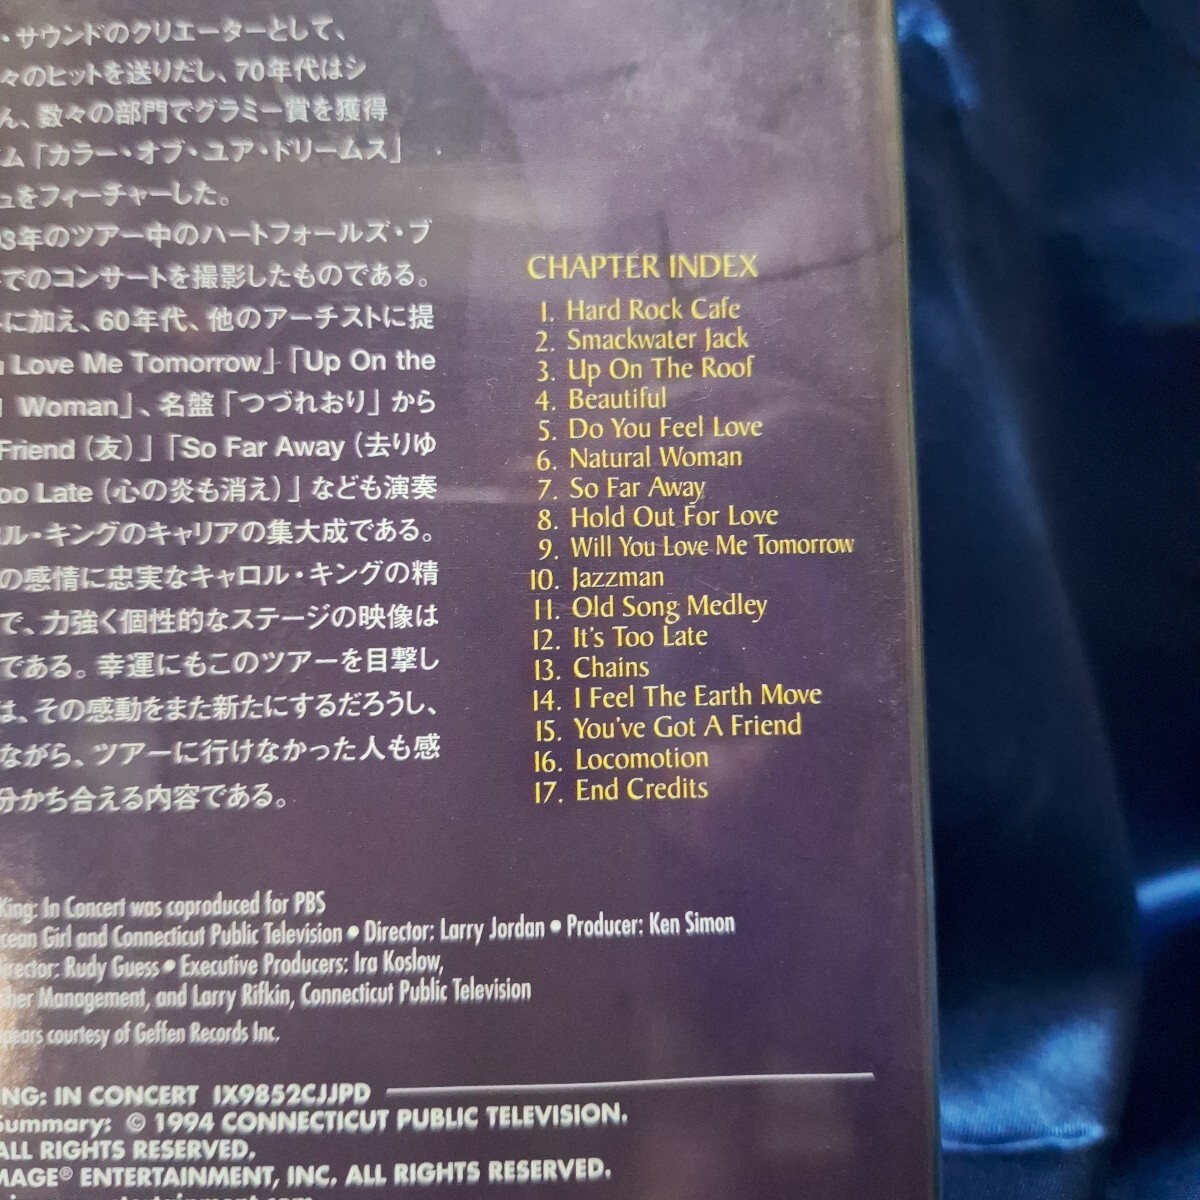 ・サウンドのクリエーターとして、
々のヒットを送りだし、70年代はシ
ん、数々の部門でグラミー賞を獲得
ム「カラー・オブ・ユア・ドリームス」
ュをフィーチャーした。
93年のツアー中のハートフォールズ・ブ
でのコンサートを撮影したものである。
に加え、60年代、他のアーチストに提
Love Me Tomorrow」「Up On the
Woman」、名盤「つづれおり」から
Friend（友）」「So Far Away（去りゆ
oo Late（心の炎も消え）」なども演奏
ル・キングのキャリアの集大成である。
の感情に忠実なキャロル・キングの精
で、力強く個性的なステージの映像は
である。幸運にもこのツアーを目撃し
は、その感動をまた新たにするだろうし、
ながら、ツアーに行けなかった人も感
分かち合える内容である。
CHAPTER INDEX
1. Hard Rock Cafe
2. Smackwater Jack
3. Up On The Roof
4. Beautiful
5. Do You Feel Love
6. Natural Woman
7. So Far Away
8. Hold Out For Love
9. Will You Love Me Tomorrow
10. Jazzman
11. Old Song Medley
12. It's Too Late
13. Chains
14. I Feel The Earth Move
15. You've Got A Friend
16. Locomotion
17. End Credits
King: In Concert was coproduced for PBS
cean Girl and Connecticut Public Television • Director: Larry Jordan • Producer: Ken Simon
irector: Rudy Guess • Executive Producers: Ira Koslow,
sher Management, and Larry Rifkin, Connecticut Public Television
pears courtesy of Geffen Records Inc.
ING: IN CONCERT IX9852CJJPD
Summary: © 1994 CONNECTICUT PUBLIC TELEVISION.
ALL RIGHTS RESERVED.
MAGE® ENTERTAINMENT, INC. ALL RIGHTS RESERVED.